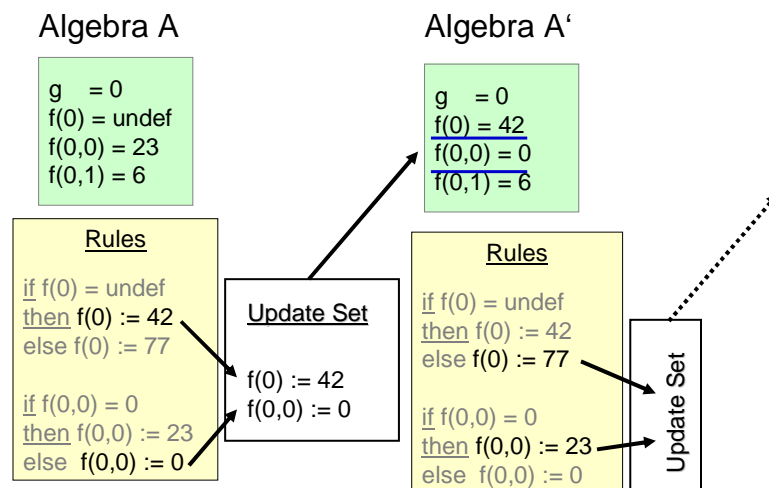 Algebra A
g = 0
f(0) = undef
f(0,0) = 23
f(0,1) = 6
Rules
if f(0) = undef
then f(0) := 42
else f(0) := 77
if f(0,0) = 0
then f(0,0) := 23
else f(0,0) := 0
Update Set
f(0) := 42
f(0,0) := 0
Algebra A‘
g = 0
f(0) = 42
f(0,0) = 0
f(0,1) = 6
Rules
if f(0) = undef
then f(0) := 42
else f(0) := 77
if f(0,0) = 0
then f(0,0) := 23
else f(0,0) := 0
Update Set